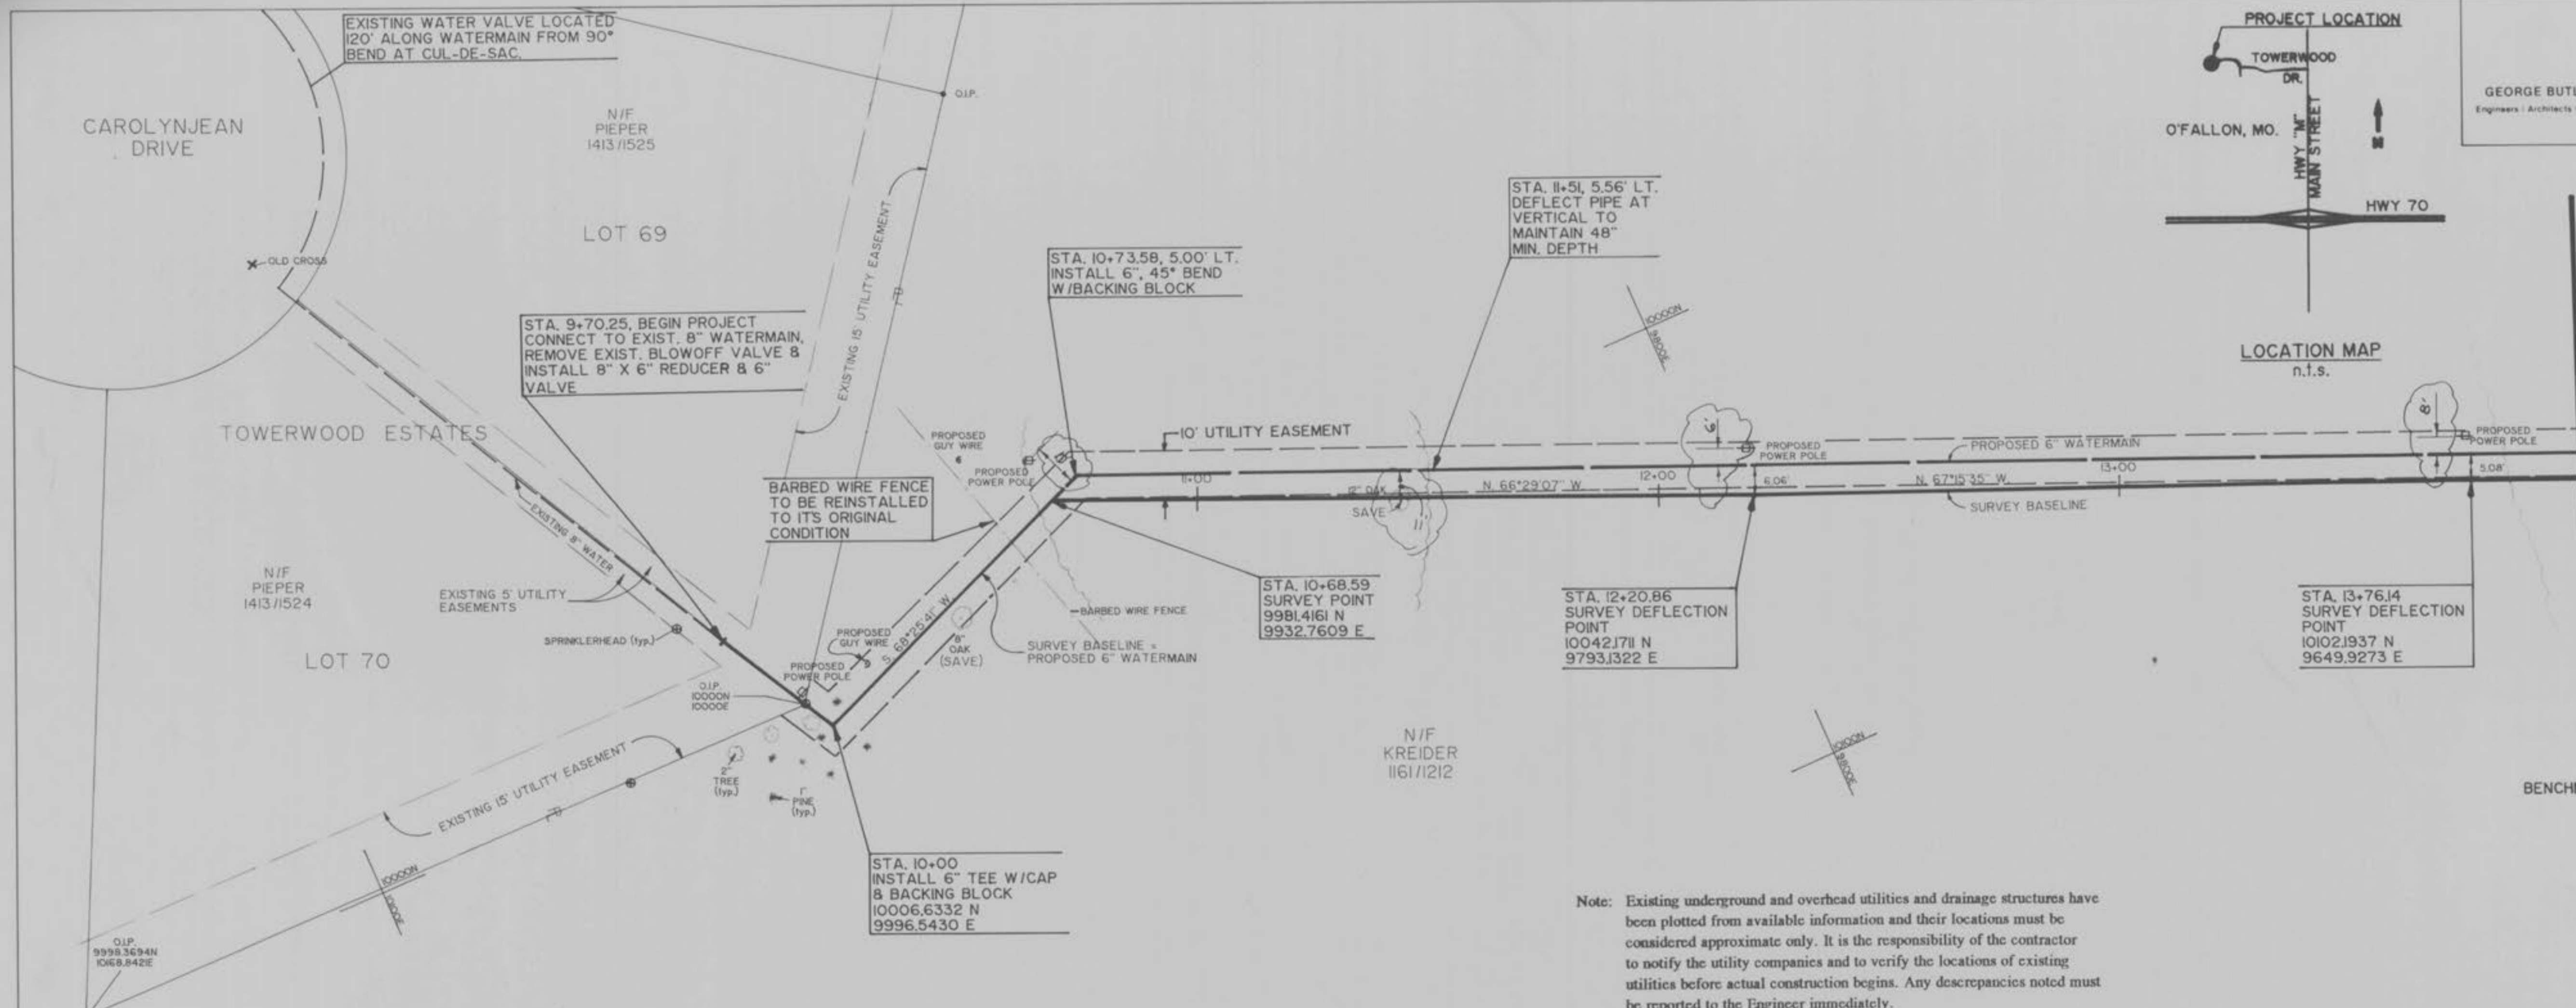 EXISTING WATER VALVE LOCATED
120' ALONG WATERMAIN FROM 90°
BEND AT CUL-DE-SAC.
CAROLYNJEAN
DRIVE
N/F
PIEPER
1413/1525
LOT 69
O.I.P.
OLD CROSS
EXISTING 15' UTILITY EASEMENT
STA. 9+70.25, BEGIN PROJECT
CONNECT TO EXIST. 8" WATERMAIN,
REMOVE EXIST. BLOWOFF VALVE &
INSTALL 8" X 6" REDUCER & 6"
VALVE
STA. 10+73.58, 5.00' LT.
INSTALL 6", 45° BEND
W/BACKING BLOCK
STA. 11+51, 5.56' LT.
DEFLECT PIPE AT
VERTICAL TO
MAINTAIN 48"
MIN. DEPTH
10000N
9800E
PROJECT LOCATION
TOWERWOOD
DR.
O'FALLON, MO.
HWY "M"
MAIN STREET
N
HWY 70
LOCATION MAP
n.t.s.
GEORGE BUTL
Engineers / Architects
TOWERWOOD ESTATES
PROPOSED
GUY WIRE
PROPOSED
POWER POLE
10' UTILITY EASEMENT
11+00
12" OAK
SAVE
11'
N. 66°29'07" W.
12+00
6'
PROPOSED
POWER POLE
6.06'
PROPOSED 6" WATERMAIN
N. 67°15'35" W.
13+00
SURVEY BASELINE
8'
PROPOSED
POWER POLE
5.08'
BARBED WIRE FENCE
TO BE REINSTALLED
TO IT'S ORIGINAL
CONDITION
EXISTING 8" WATER
N/F
PIEPER
1413/1524
EXISTING 5' UTILITY
EASEMENTS
SPRINKLERHEAD (typ.)
LOT 70
PROPOSED
GUY WIRE
PROPOSED
POWER POLE
O.I.P.
10000N
10000E
S. 68°25'41" W.
8"
OAK
(SAVE)
BARBED WIRE FENCE
SURVEY BASELINE =
PROPOSED 6" WATERMAIN
STA. 10+68.59
SURVEY POINT
9981.4161 N
9932.7609 E
STA. 12+20.86
SURVEY DEFLECTION
POINT
10042.1711 N
9793.1322 E
STA. 13+76.14
SURVEY DEFLECTION
POINT
10102.1937 N
9649.9273 E
EXISTING 15' UTILITY EASEMENT
2"
TREE
(typ.)
1"
PINE
(typ.)
N/F
KREIDER
1161/1212
10100N
9800E
BENCH
STA. 10+00
INSTALL 6" TEE W/CAP
& BACKING BLOCK
10006.6332 N
9996.5430 E
10000N
10100E
O.I.P.
9998.3694N
10168.8421E
Note: Existing underground and overhead utilities and drainage structures have
been plotted from available information and their locations must be
considered approximate only. It is the responsibility of the contractor
to notify the utility companies and to verify the locations of existing
utilities before actual construction begins. Any descrepancies noted must
be reported to the Engineer immediately.